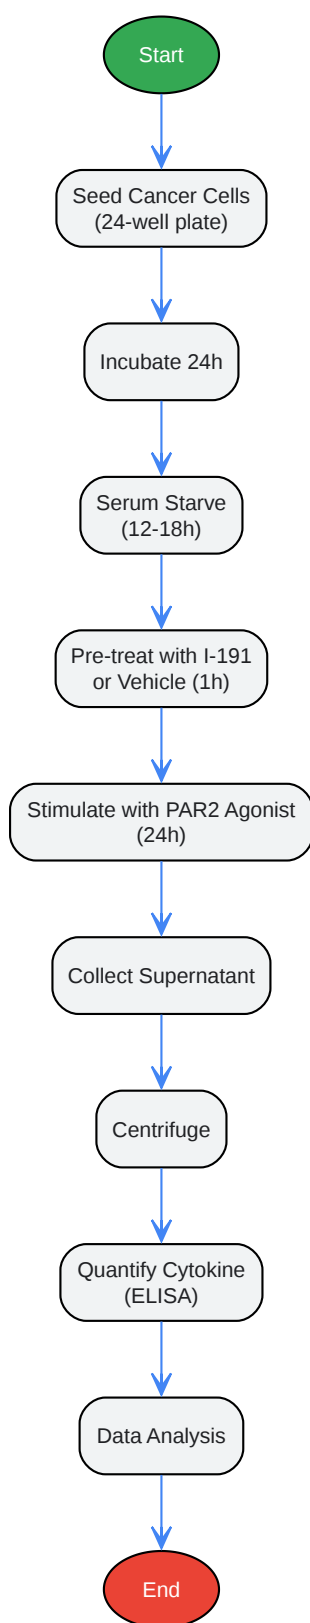 Start
Seed Cancer Cells
(24-well plate)
Incubate 24h
Serum Starve
(12-18h)
Pre-treat with I-191
or Vehicle (1h)
Stimulate with PAR2 Agonist
(24h)
Collect Supernatant
Centrifuge
Quantify Cytokine
(ELISA)
Data Analysis
End